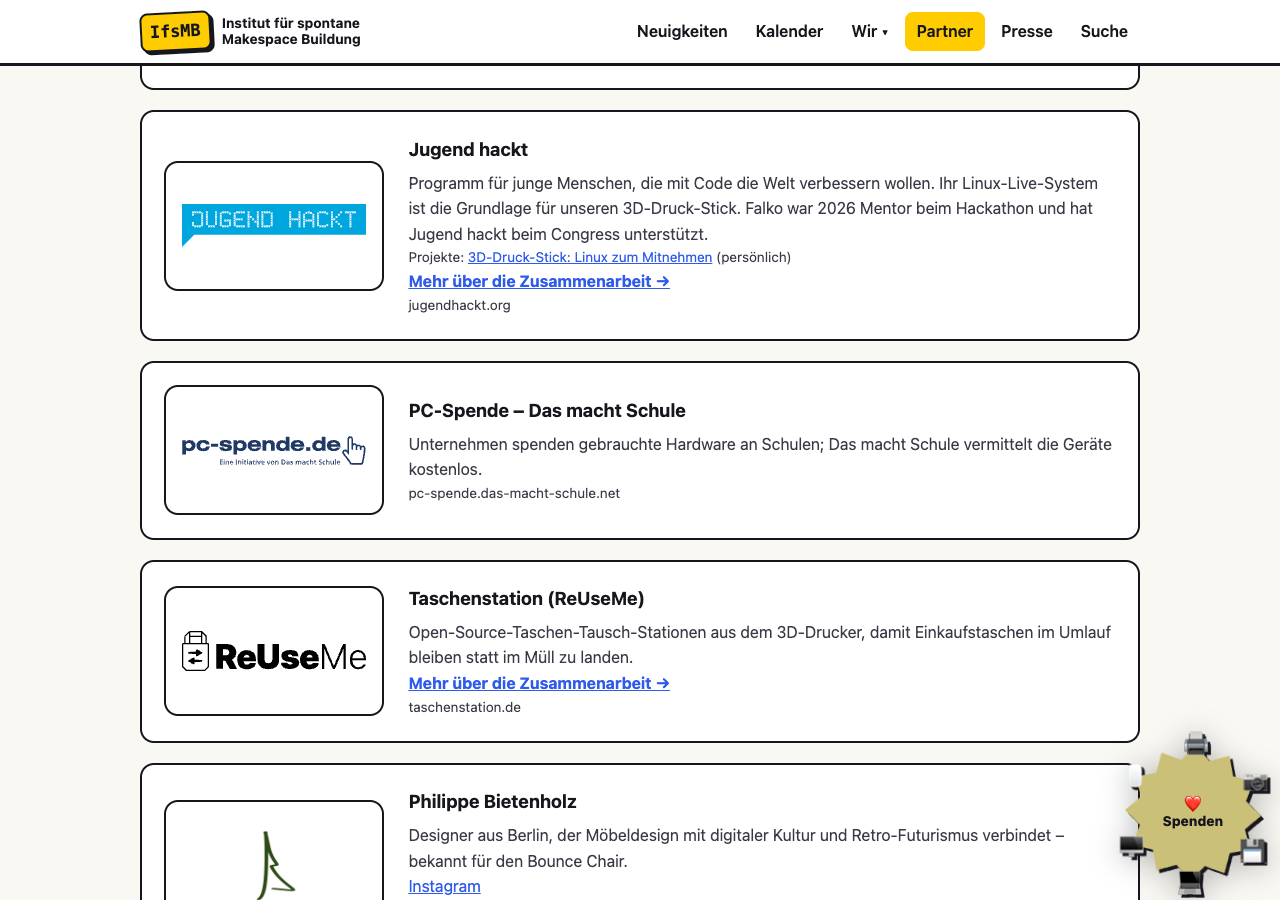 IfsMB
Institut für spontane
Makespace Buildung
Neuigkeiten
Kalender
Wir ▾
Partner
Presse
Suche
JUGEND HACKT
Jugend hackt
Programm für junge Menschen, die mit Code die Welt verbessern wollen. Ihr Linux-Live-System
ist die Grundlage für unseren 3D-Druck-Stick. Falko war 2026 Mentor beim Hackathon und hat
Jugend hackt beim Congress unterstützt.
Projekte: 3D-Druck-Stick: Linux zum Mitnehmen (persönlich)
Mehr über die Zusammenarbeit →
jugendhackt.org
pc-spende.de
Eine Initiative von Das macht Schule
PC-Spende – Das macht Schule
Unternehmen spenden gebrauchte Hardware an Schulen; Das macht Schule vermittelt die Geräte
kostenlos.
pc-spende.das-macht-schule.net
ReUseMe
Taschenstation (ReUseMe)
Open-Source-Taschen-Tausch-Stationen aus dem 3D-Drucker, damit Einkaufstaschen im Umlauf
bleiben statt im Müll zu landen.
Mehr über die Zusammenarbeit →
taschenstation.de
Philippe Bietenholz
Designer aus Berlin, der Möbeldesign mit digitaler Kultur und Retro-Futurismus verbindet –
bekannt für den Bounce Chair.
Instagram
❤️
Spenden